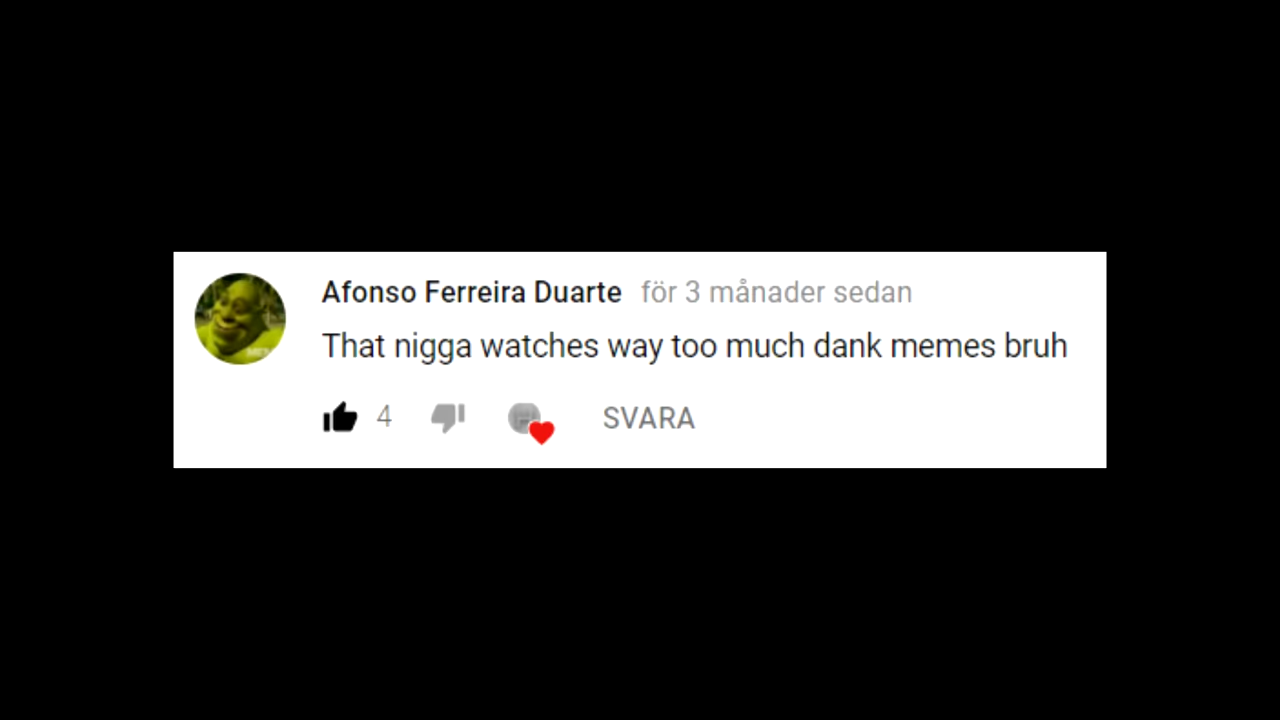 Afonso Ferreira Duarte för 3 månader sedan
That nigga watches way too much dank memes bruh
4 SVARA